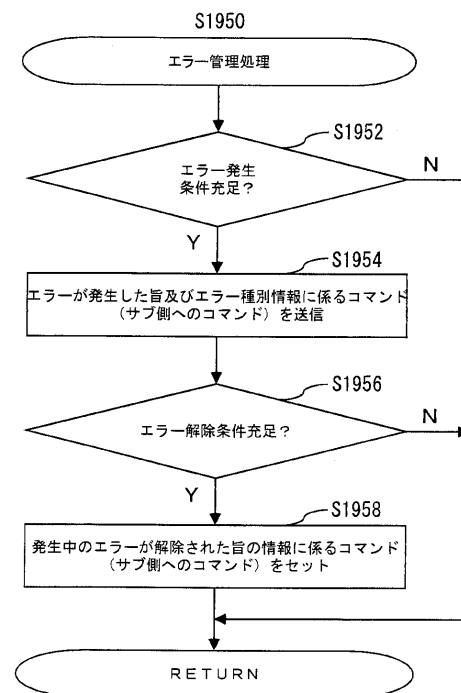 S1950
エラー管理処理
S1952
エラー発生
条件充足？
N
Y
S1954
エラーが発生した旨及びエラー種別情報に係るコマンド
（サブ側へのコマンド）を送信
S1956
エラー解除条件充足？
N
Y
S1958
発生中のエラーが解除された旨の情報に係るコマンド
（サブ側へのコマンド）をセット
RETURN